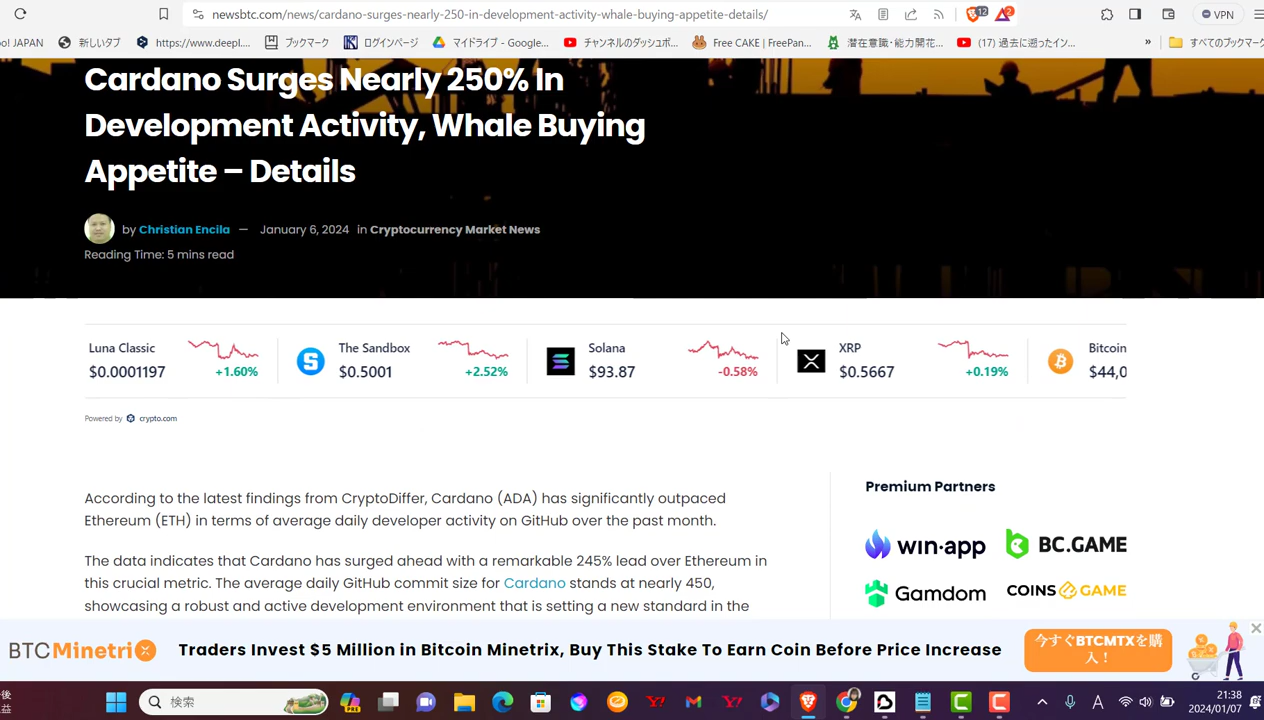 newsbtc.com/news/cardano-surges-nearly-250-in-development-activity-whale-buying-appetite-details/
12
2
VPN
oo! JAPAN
新しいタブ
https://www.deepl...
ブックマーク
ログインページ
マイドライブ - Google...
チャンネルのダッシュボ...
Free CAKE | FreePan...
潜在意識・能力開花...
(17) 過去に遡ったイン...
»
すべてのブックマーク
Cardano Surges Nearly 250% In
Development Activity, Whale Buying
Appetite – Details
by Christian Encila — January 6, 2024 in Cryptocurrency Market News
Reading Time: 5 mins read
Luna Classic
$0.0001197
+1.60%
The Sandbox
$0.5001
+2.52%
Solana
$93.87
-0.58%
XRP
$0.5667
+0.19%
Bitcoin
$44,0
Powered by crypto.com
According to the latest findings from CryptoDiffer, Cardano (ADA) has significantly outpaced
Ethereum (ETH) in terms of average daily developer activity on GitHub over the past month.
The data indicates that Cardano has surged ahead with a remarkable 245% lead over Ethereum in
this crucial metric. The average daily GitHub commit size for Cardano stands at nearly 450,
showcasing a robust and active development environment that is setting a new standard in the
Premium Partners
win·app
BC.GAME
Gamdom
COINS GAME
BTCMinetrix
Traders Invest $5 Million in Bitcoin Minetrix, Buy This Stake To Earn Coin Before Price Increase
今すぐBTCMTXを購
入！
後
益
検索
PRE
A
21:38
2024/01/07